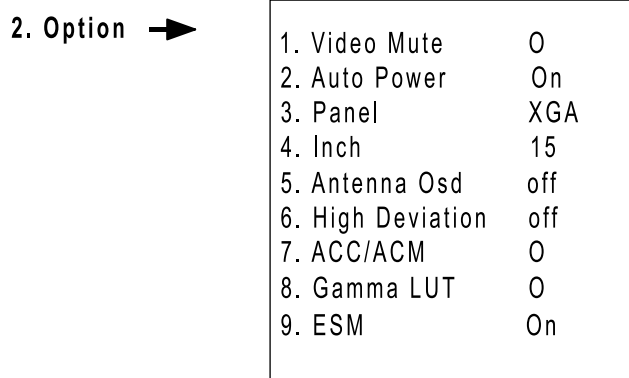 2. Option
1. Video Mute O
2. Auto Power On
3. Panel XGA
4. Inch 15
5. Antenna Osd off
6. High Deviation off
7. ACC/ACM O
8. Gamma LUT O
9. ESM On